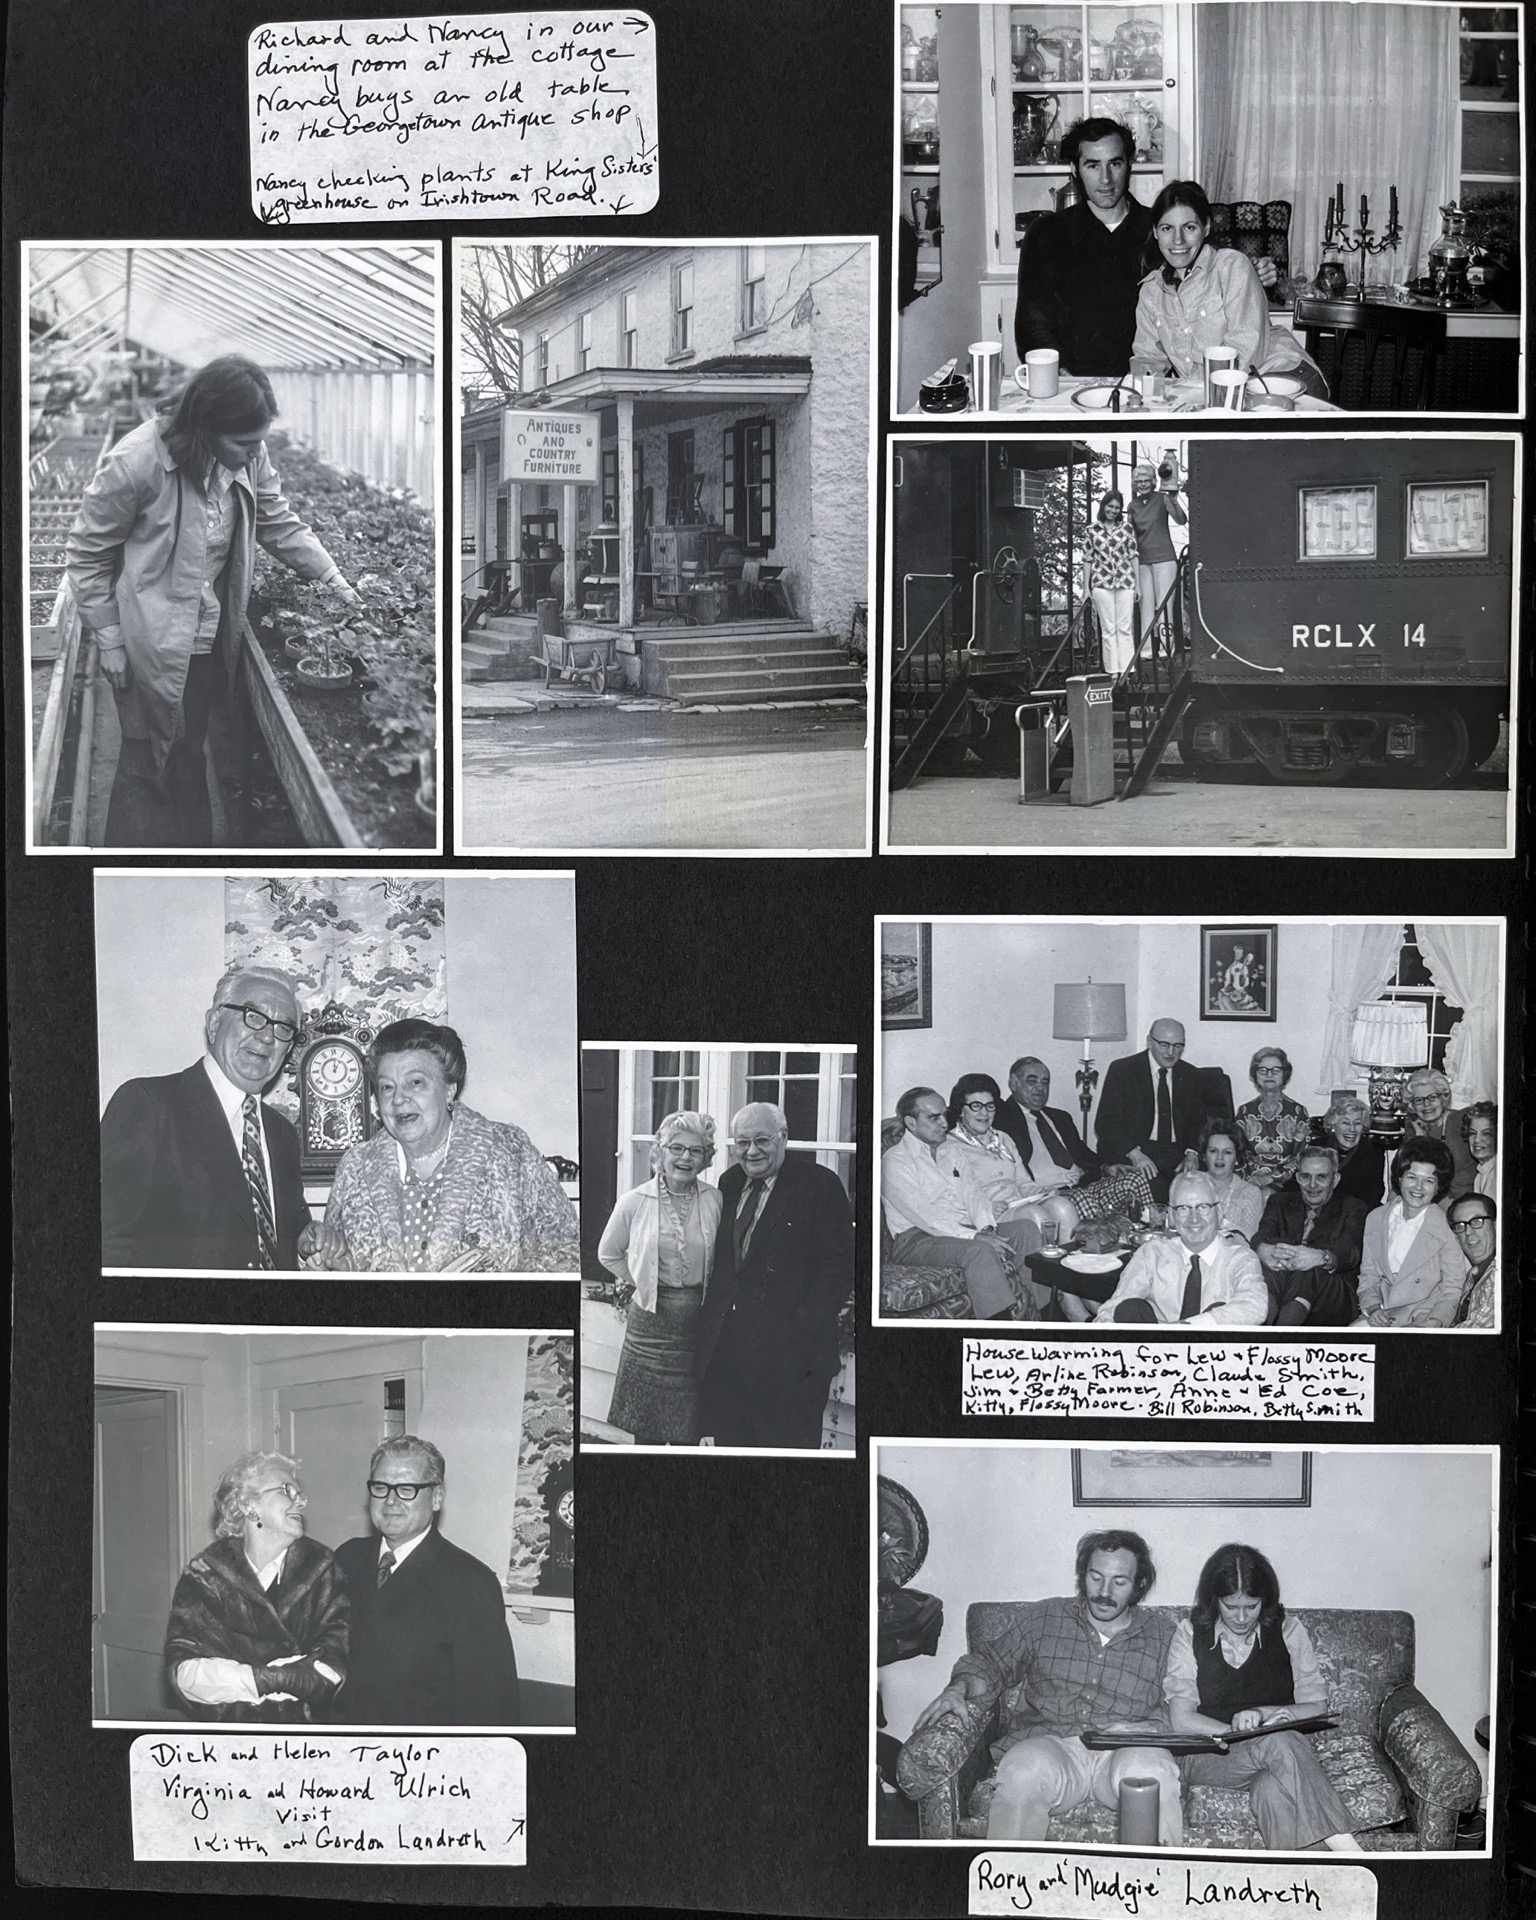 Richard and Nancy in our →
dining room at the cottage
Nancy buys an old table
in the Georgetown Antique shop
Nancy checking plants at King Sisters'
greenhouse on Irishtown Road.
ANTIQUES
AND
COUNTRY
FURNITURE
EXIT
RCLX 14
House Warming for Lew + Flossy Moore
Lew, Arline Robinson, Claude Smith,
Jim + Betty Farmer, Anne + Ed Coe,
Kitty, Flossy Moore. Bill Robinson, Betty Smith
Dick and Helen Taylor
Virginia and Howard Ulrich
Visit
Kitty and Gordon Landreth
Rory and 'Mudgie' Landreth